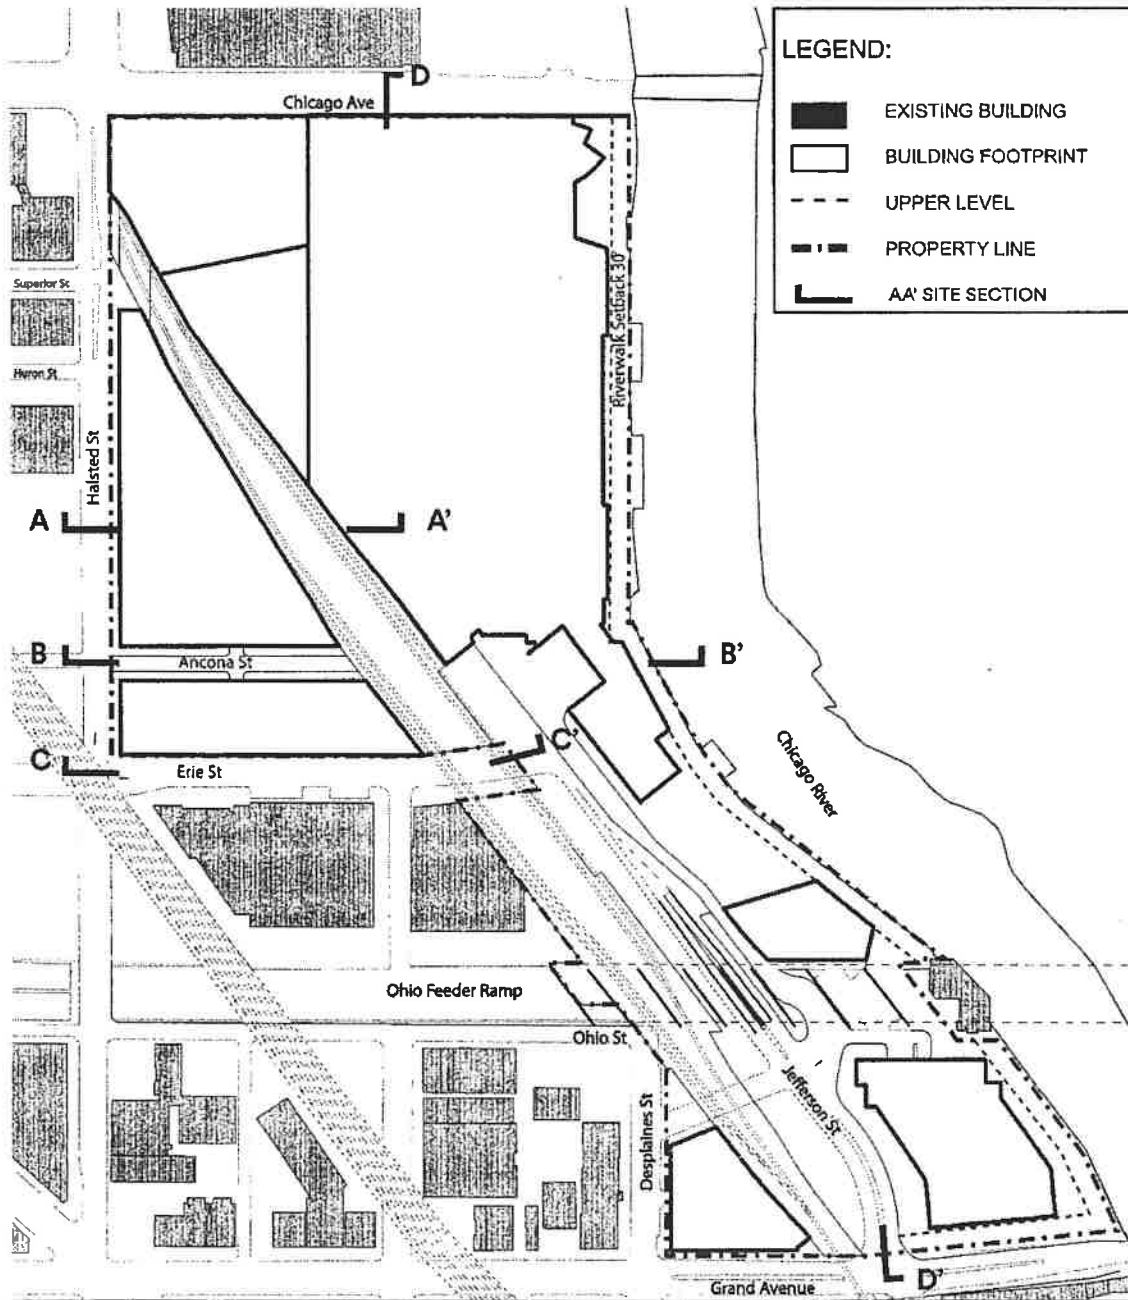 LEGEND:
EXISTING BUILDING
BUILDING FOOTPRINT
UPPER LEVEL
PROPERTY LINE
AA' SITE SECTION
D
Chicago Ave
Superior St
Huron St
Halsted St
Riverwalk Setback 30'
A
A'
B
Ancona St
B'
C
C'
Erie St
Chicago River
Ohio Feeder Ramp
Ohio St
Jefferson St
Desplaines St
D'
Grand Avenue